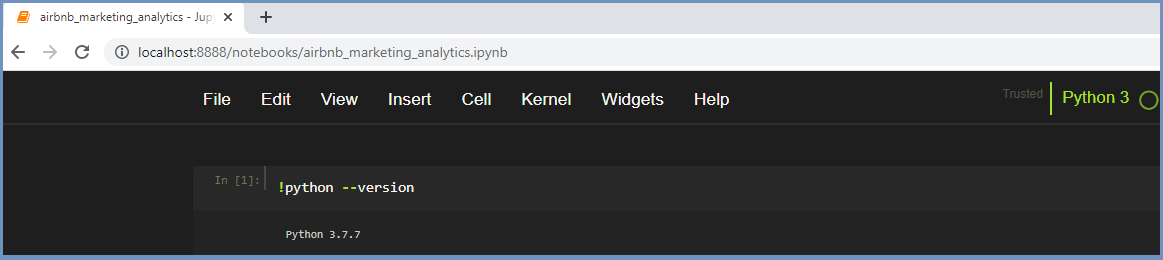 airbnb_marketing_analytics - Jup
localhost:8888/notebooks/airbnb_marketing_analytics.ipynb
File Edit View Insert Cell Kernel Widgets Help Trusted Python 3
In [1]: !python --version
Python 3.7.7